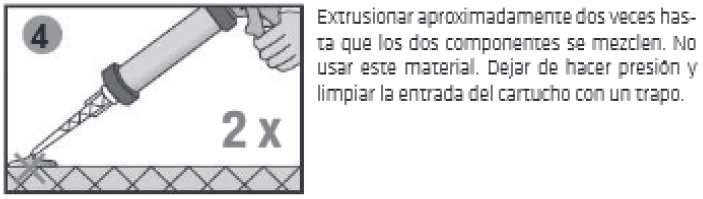 4
2 x
Extrusionar aproximadamente dos veces has-
ta que los dos componentes se mezclen. No
usar este material. Dejar de hacer presión y
limpiar la entrada del cartucho con un trapo.